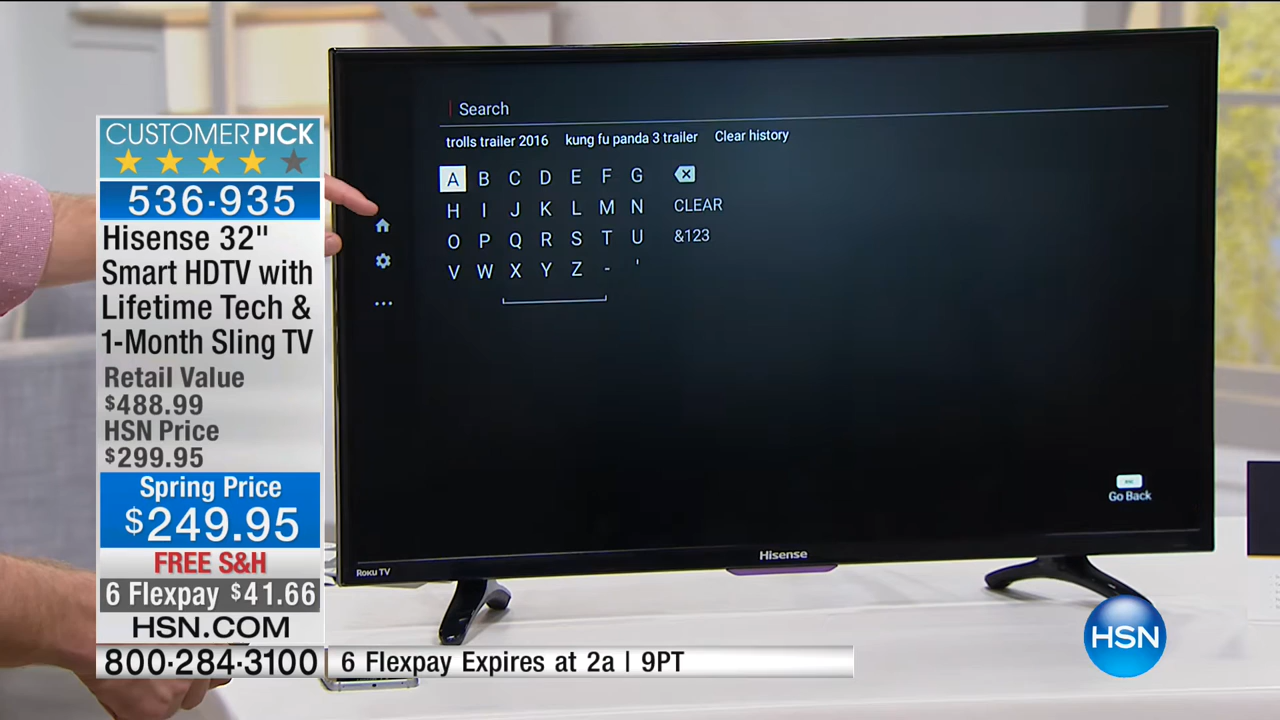 CUSTOMER PICK
536-935
Hisense 32"
Smart HDTV with
Lifetime Tech &
1-Month Sling TV
Retail Value
$488.99
HSN Price
$299.95
Spring Price
$249.95
FREE S&H
6 Flexpay $41.66
HSN.COM
800-284-3100
6 Flexpay Expires at 2a | 9PT
Search
trolls trailer 2016 kung fu panda 3 trailer Clear history
A B C D E F G
H I J K L M N CLEAR
O P Q R S T U &123
V W X Y Z - '
Go Back
Hisense
Roku TV
HSN